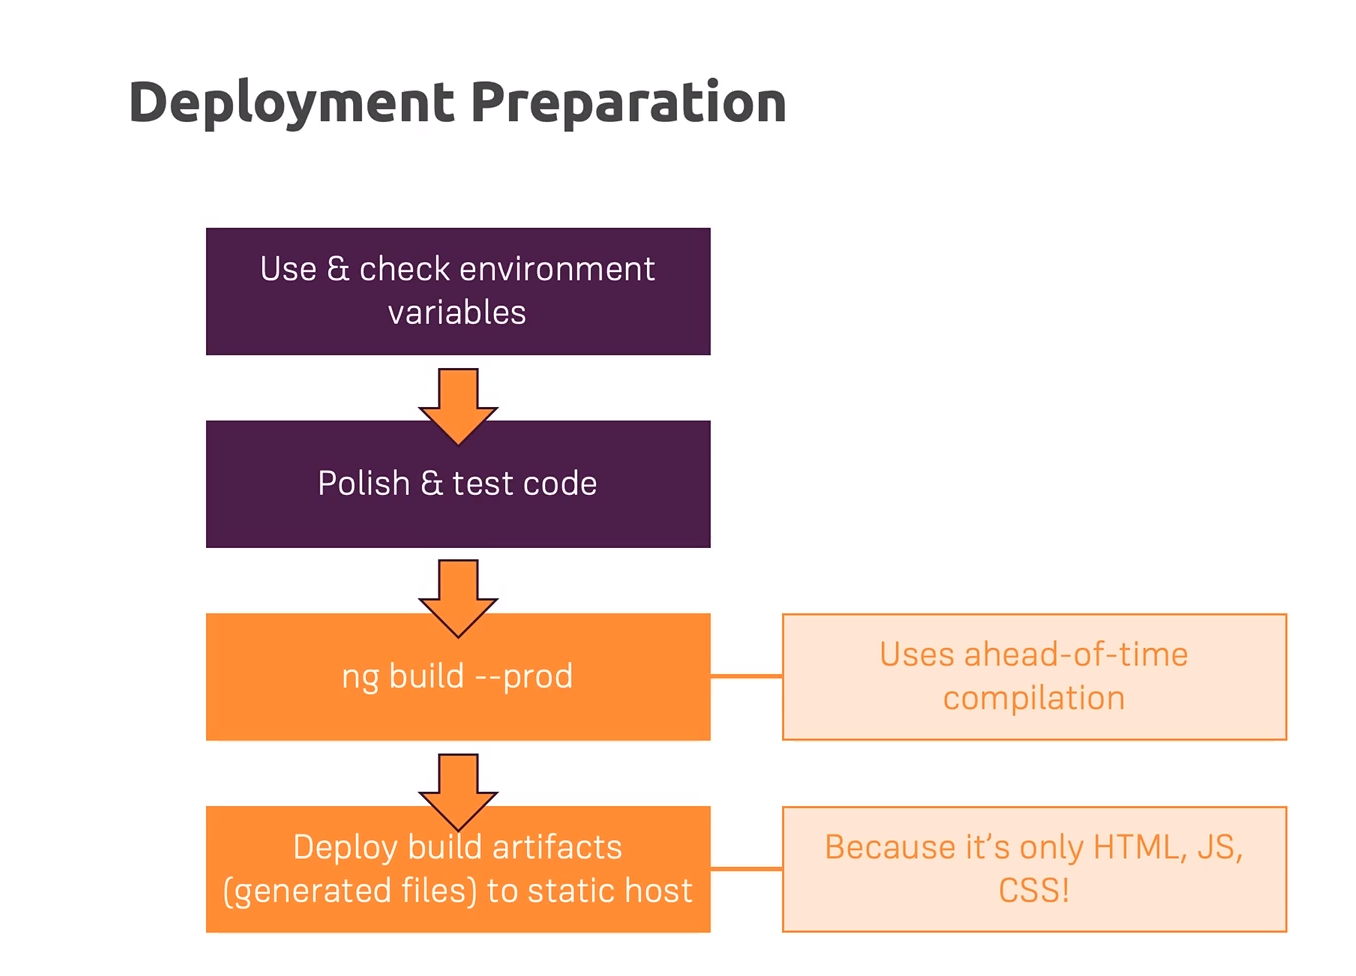 Deployment Preparation
Use & check environment
variables
Polish & test code
ng build --prod
Uses ahead-of-time
compilation
Deploy build artifacts
(generated files) to static host
Because it’s only HTML, JS,
CSS!